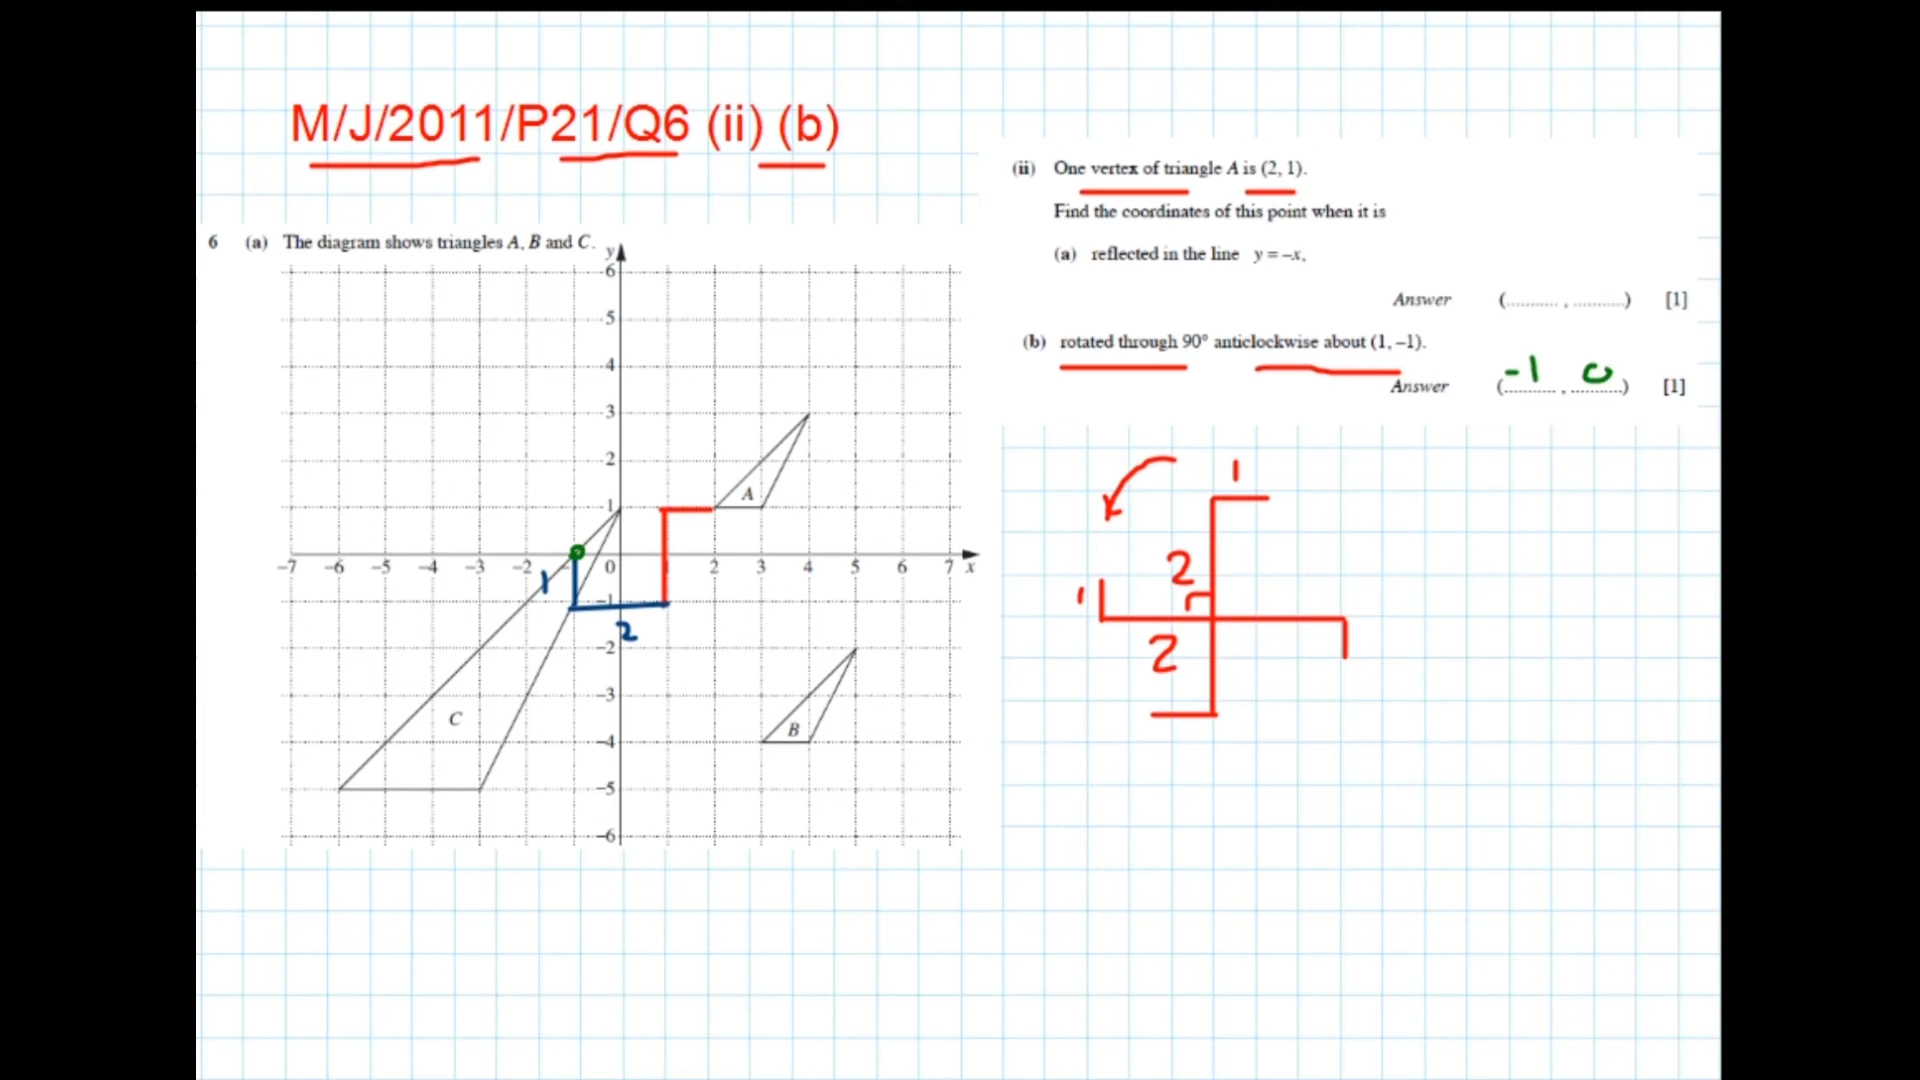 M/J/2011/P21/Q6 (ii) (b)
(ii) One vertex of triangle A is (2, 1).
Find the coordinates of this point when it is
(a) reflected in the line y = –x,
Answer (............ , ............) [1]
(b) rotated through 90° anticlockwise about (1, –1).
-1 0
Answer (............ , ............) [1]
6 (a) The diagram shows triangles A, B and C.
y
6
5
4
3
2
1
A
–7 –6 –5 –4 –3 –2 0 2 3 4 5 6 7 x
1
–1
2
–2
–3
C
B
–4
–5
–6
1
2
1
2